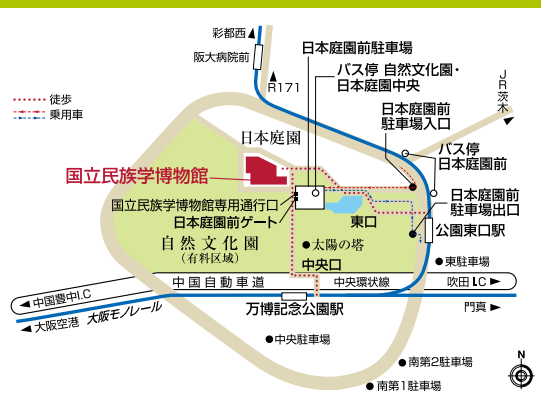 彩都西
阪大病院前
R171
日本庭園前駐車場
バス停 自然文化園・
日本庭園中央
JR茨木
徒歩
乗用車
日本庭園前
駐車場入口
日本庭園
バス停
日本庭園前
国立民族学博物館
国立民族学博物館専用通行口
日本庭園前ゲート
日本庭園前
駐車場出口
東口
公園東口駅
自然文化園
(有料区域)
太陽の塔
中央口
東駐車場
中国自動車道
中央環状線
吹田I.C
中国豊中I.C
大阪空港
大阪モノレール
万博記念公園駅
門真
中央駐車場
南第2駐車場
南第1駐車場
N